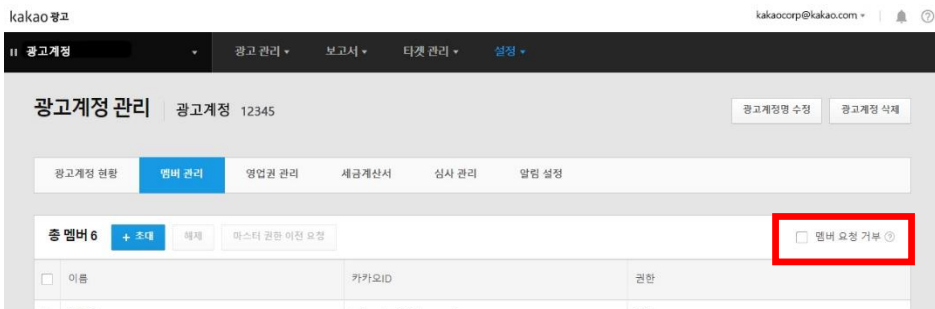 kakao 광고
kakaocorp@kakao.com
광고계정
광고 관리 보고서 타겟 관리 설정
광고계정 관리 광고계정 12345
광고계정명 수정 광고계정 삭제
광고계정 현황 멤버 관리 영업권 관리 세금계산서 심사 관리 알림 설정
총 멤버 6 + 초대 해제 마스터 권한 이전 요청 멤버 요청 거부 ?
이름 카카오ID 권한